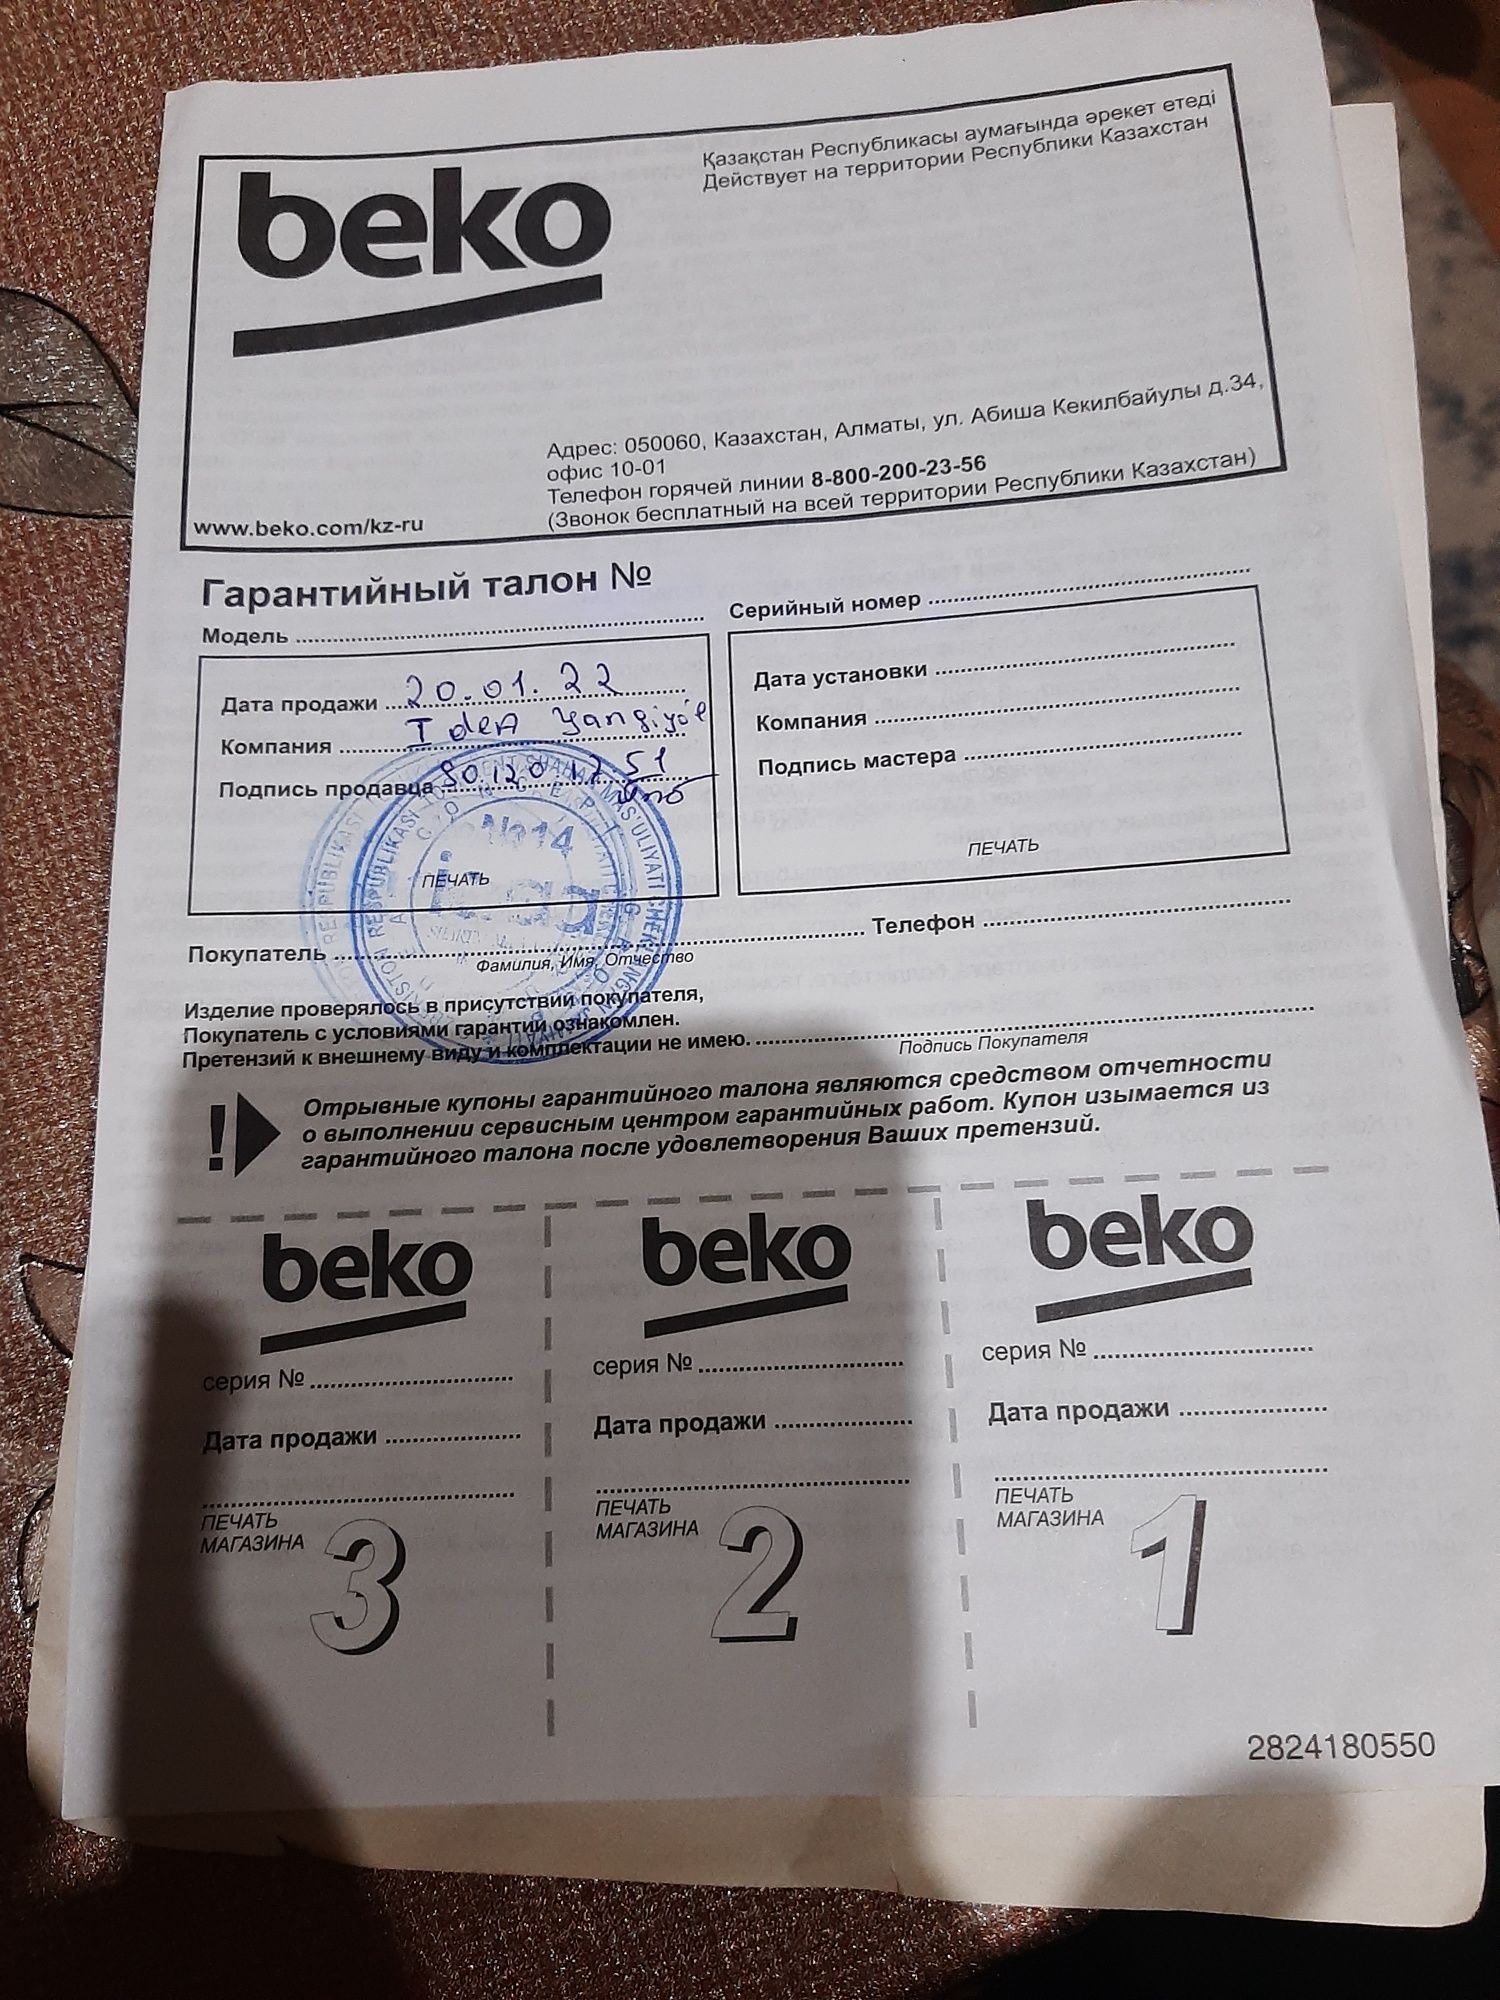 beko
Қазақстан Республикасы аумағында әрекет етеді
Действует на территории Республики Казахстан
Адрес: 050060, Казахстан, Алматы, ул. Абиша Кекилбайулы д.34,
офис 10-01
Телефон горячей линии 8-800-200-23-56
(Звонок бесплатный на всей территории Республики Казахстан)
www.beko.com/kz-ru
Гарантийный талон №
Модель
Серийный номер
Дата продажи 20.01.22
Компания Idea Yangiyo'l
Подпись продавца
№14
ПЕЧАТЬ
Дата установки
Компания
Подпись мастера
ПЕЧАТЬ
Покупатель
Телефон
Фамилия, Имя, Отчество
Изделие проверялось в присутствий покупателя,
Покупатель с условиями гарантии ознакомлен.
Претензий к внешнему виду и комплектации не имею.
Подпись Покупателя
! Отрывные купоны гарантийного талона являются средством отчетности
о выполнении сервисным центром гарантийных работ. Купон изымается из
гарантийного талона после удовлетворения Ваших претензий.
beko
серия №
Дата продажи
ПЕЧАТЬ
МАГАЗИНА
3
beko
серия №
Дата продажи
ПЕЧАТЬ
МАГАЗИНА
2
beko
серия №
Дата продажи
ПЕЧАТЬ
МАГАЗИНА
1
2824180550